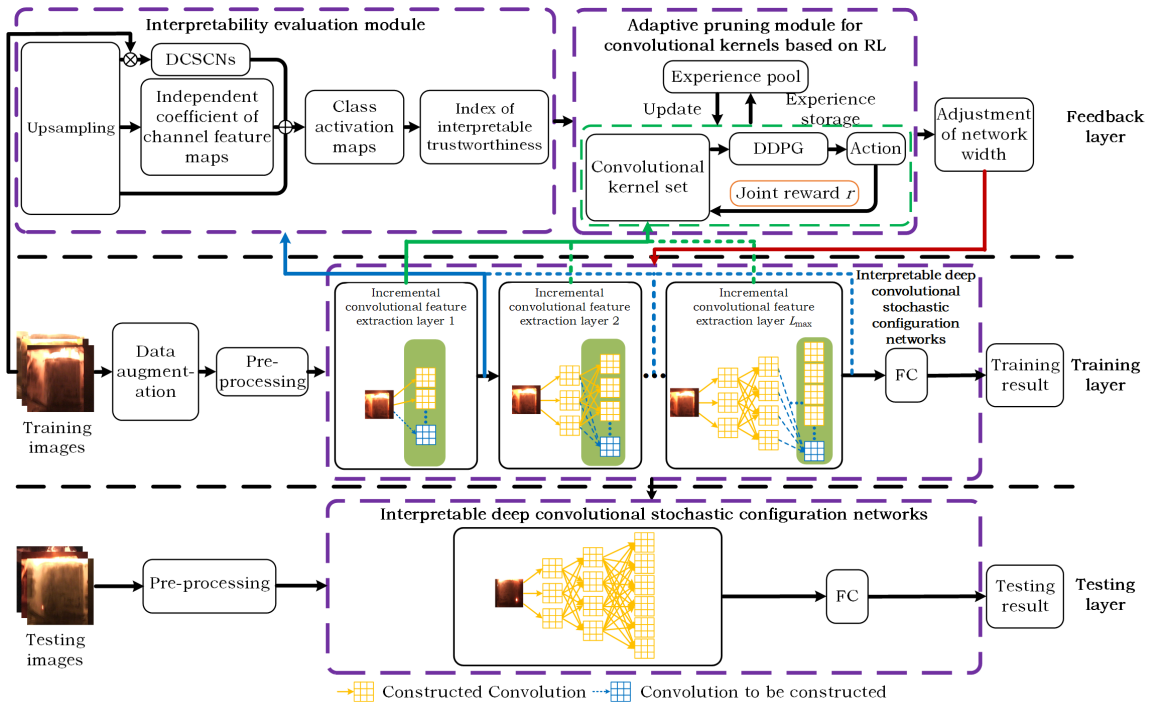 Interpretability evaluation module
Upsampling
DCSCNs
Independent
coefficient of
channel feature
maps
Class
activation
maps
Index of
interpretable
trustworthiness
Adaptive pruning module for
convolutional kernels based on RL
Experience pool
Update
Experience
storage
Convolutional
kernel set
DDPG
Action
Joint reward r
Adjustment
of network
width
Feedback
layer
Training
images
Data
augment-
ation
Pre-
processing
Incremental
convolutional feature
extraction layer 1
Incremental
convolutional feature
extraction layer 2
Incremental
convolutional feature
extraction layer Lmax
Interpretable deep
convolutional
stochastic
configuration
networks
FC
Training
result
Training
layer
Testing
images
Pre-processing
Interpretable deep convolutional stochastic configuration networks
FC
Testing
result
Testing
layer
Constructed Convolution
Convolution to be constructed